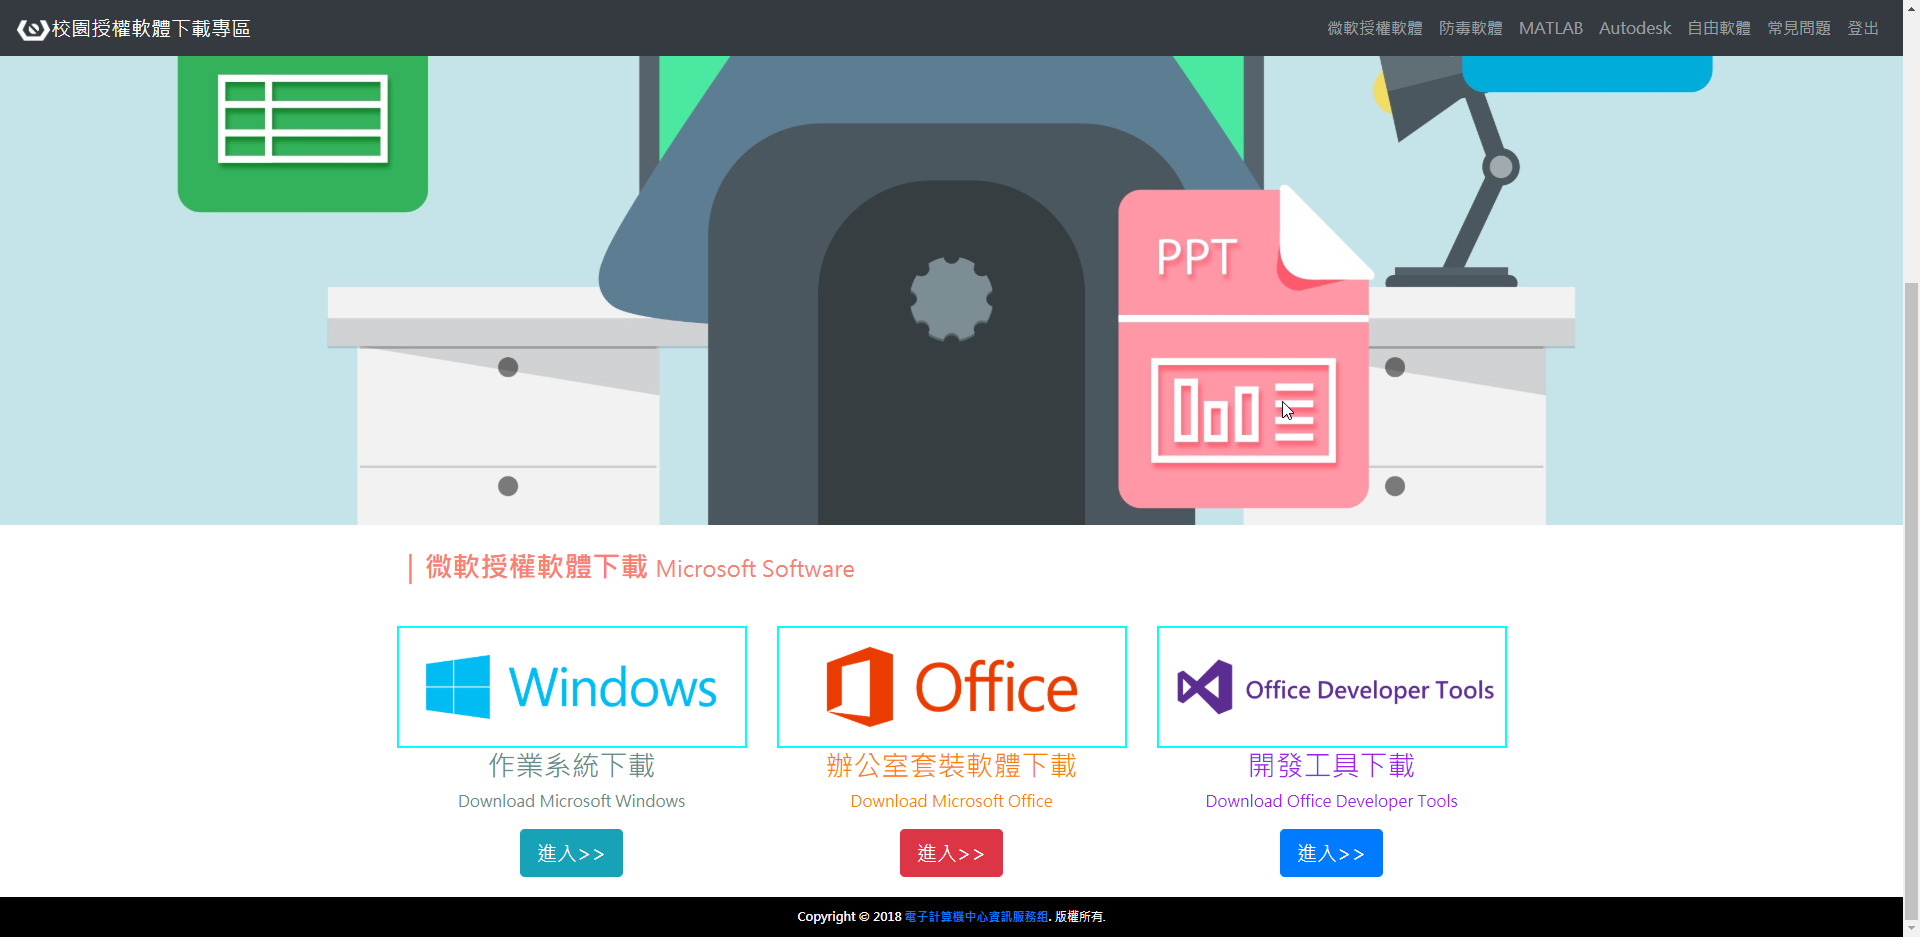 校園授權軟體下載專區
微軟授權軟體 防毒軟體 MATLAB Autodesk 自由軟體 常見問題 登出
PPT
| 微軟授權軟體下載 Microsoft Software
Windows Office Office Developer Tools
作業系統下載 辦公室套裝軟體下載 開發工具下載
Download Microsoft Windows Download Microsoft Office Download Office Developer Tools
進入>> 進入>> 進入>>
Copyright © 2018 電子計算機中心資訊服務組. 版權所有.